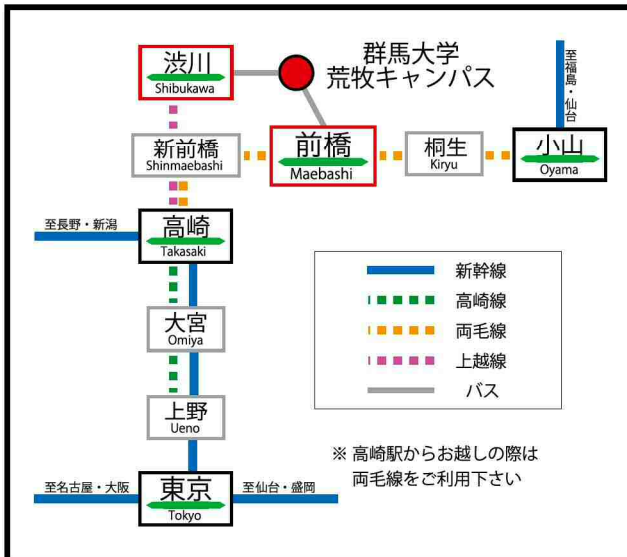 渋川
Shibukawa
群馬大学
荒牧キャンパス
至福島・仙台
新前橋
Shinmaebashi
前橋
Maebashi
桐生
Kiryu
小山
Oyama
至長野・新潟
高崎
Takasaki
新幹線
高崎線
両毛線
上越線
バス
大宮
Omiya
上野
Ueno
※ 高崎駅からお越しの際は
両毛線をご利用下さい
至名古屋・大阪
東京
Tokyo
至仙台・盛岡